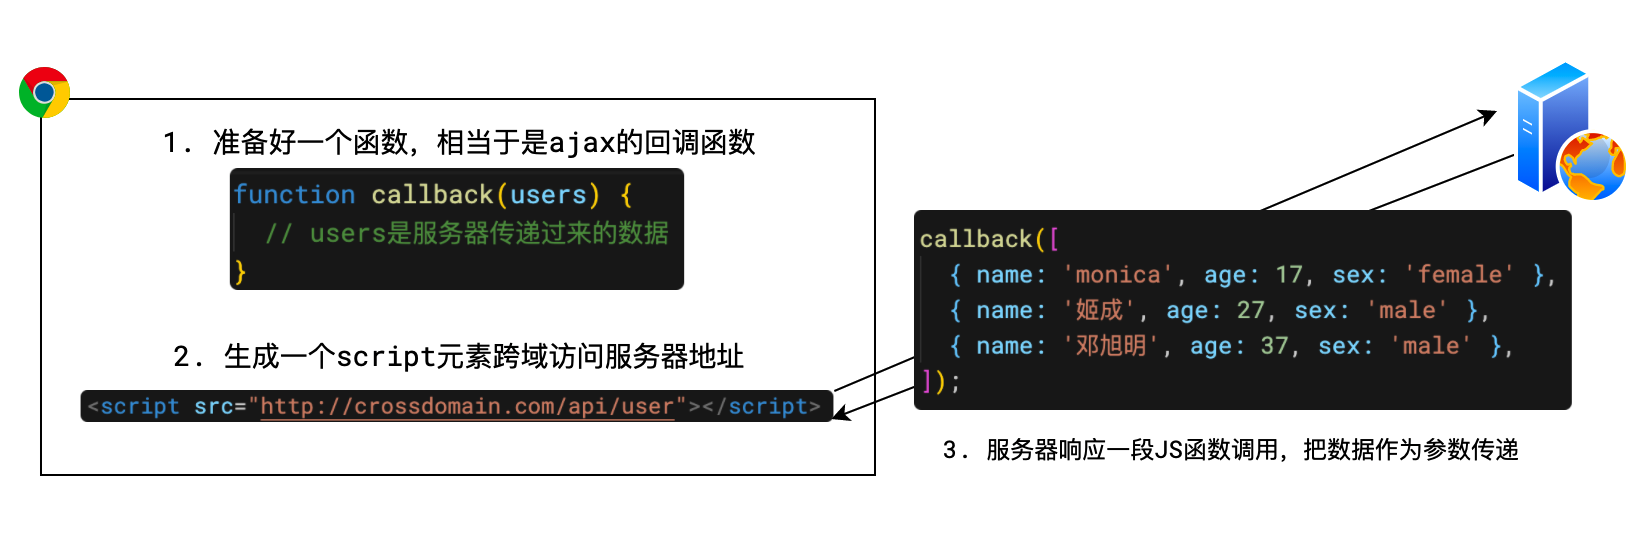 1. 准备好一个函数，相当于是ajax的回调函数
function callback(users) {
  // users是服务器传递过来的数据
}
2. 生成一个script元素跨域访问服务器地址
<script src="http://crossdomain.com/api/user"></script>
callback([
  { name: 'monica', age: 17, sex: 'female' },
  { name: '姬成', age: 27, sex: 'male' },
  { name: '邓旭明', age: 37, sex: 'male' },
]);
3. 服务器响应一段JS函数调用，把数据作为参数传递